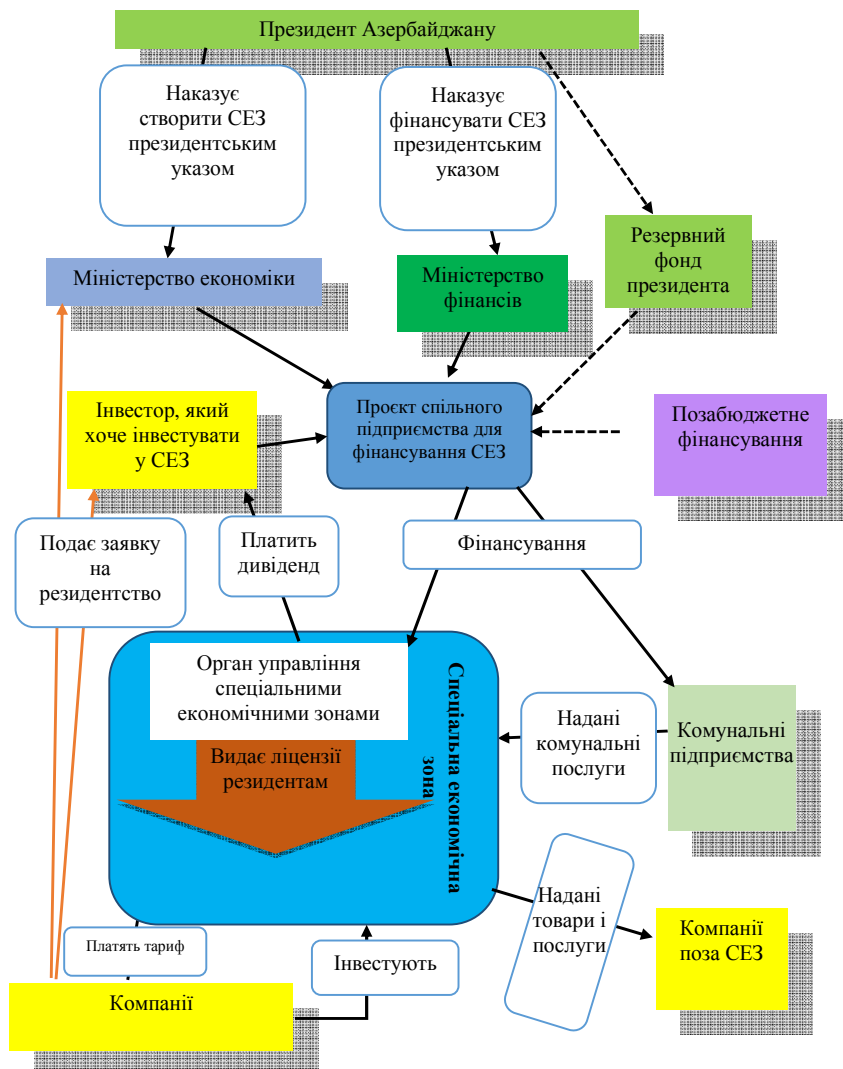 Президент Азербайджану
Наказує
створити СЕЗ
президентським
указом
Наказує
фінансувати СЕЗ
президентським
указом
Резервний
фонд
президента
Міністерство економіки
Міністерство
фінансів
Інвестор, який
хоче інвестувати
у СЕЗ
Проєкт спільного
підприємства для
фінансування СЕЗ
Позабюджетне
фінансування
Подає заявку
на
резидентство
Платить
дивіденд
Фінансування
Орган управління
спеціальними
економічними зонами
Спеціальна економічна
зона
Видає ліцензії
резидентам
Надані
комунальні
послуги
Комунальні
підприємства
Надані
товари і
послуги
Компанії
поза СЕЗ
Платять тариф
Інвестують
Компанії